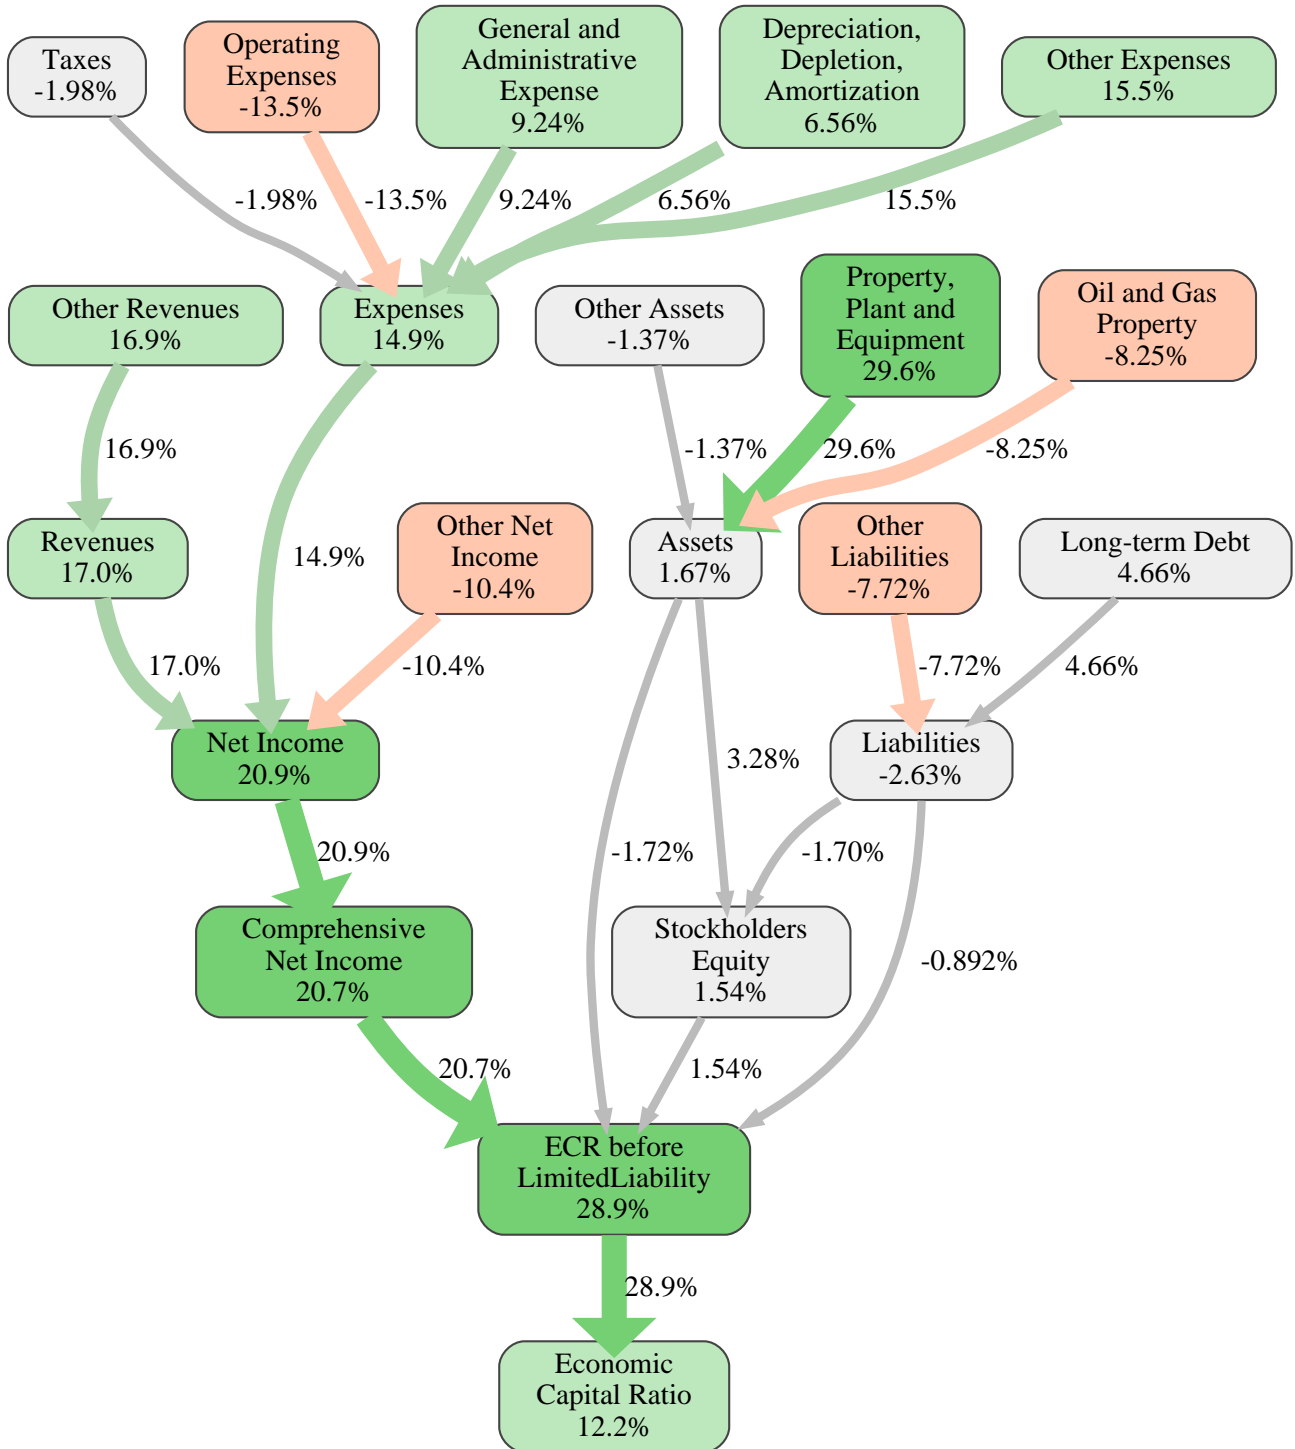 Taxes
-1.98%
Operating
Expenses
-13.5%
General and
Administrative
Expense
9.24%
Depreciation,
Depletion,
Amortization
6.56%
Other Expenses
15.5%
-1.98%
-13.5%
9.24%
6.56%
15.5%
Other Revenues
16.9%
Expenses
14.9%
Other Assets
-1.37%
Property,
Plant and
Equipment
29.6%
Oil and Gas
Property
-8.25%
16.9%
-1.37%
29.6%
-8.25%
Revenues
17.0%
14.9%
Other Net
Income
-10.4%
Assets
1.67%
Other
Liabilities
-7.72%
Long-term Debt
4.66%
17.0%
-10.4%
-7.72%
4.66%
Net Income
20.9%
3.28%
Liabilities
-2.63%
20.9%
-1.72%
-1.70%
Comprehensive
Net Income
20.7%
Stockholders
Equity
1.54%
-0.892%
20.7%
1.54%
ECR before
LimitedLiability
28.9%
28.9%
Economic
Capital Ratio
12.2%